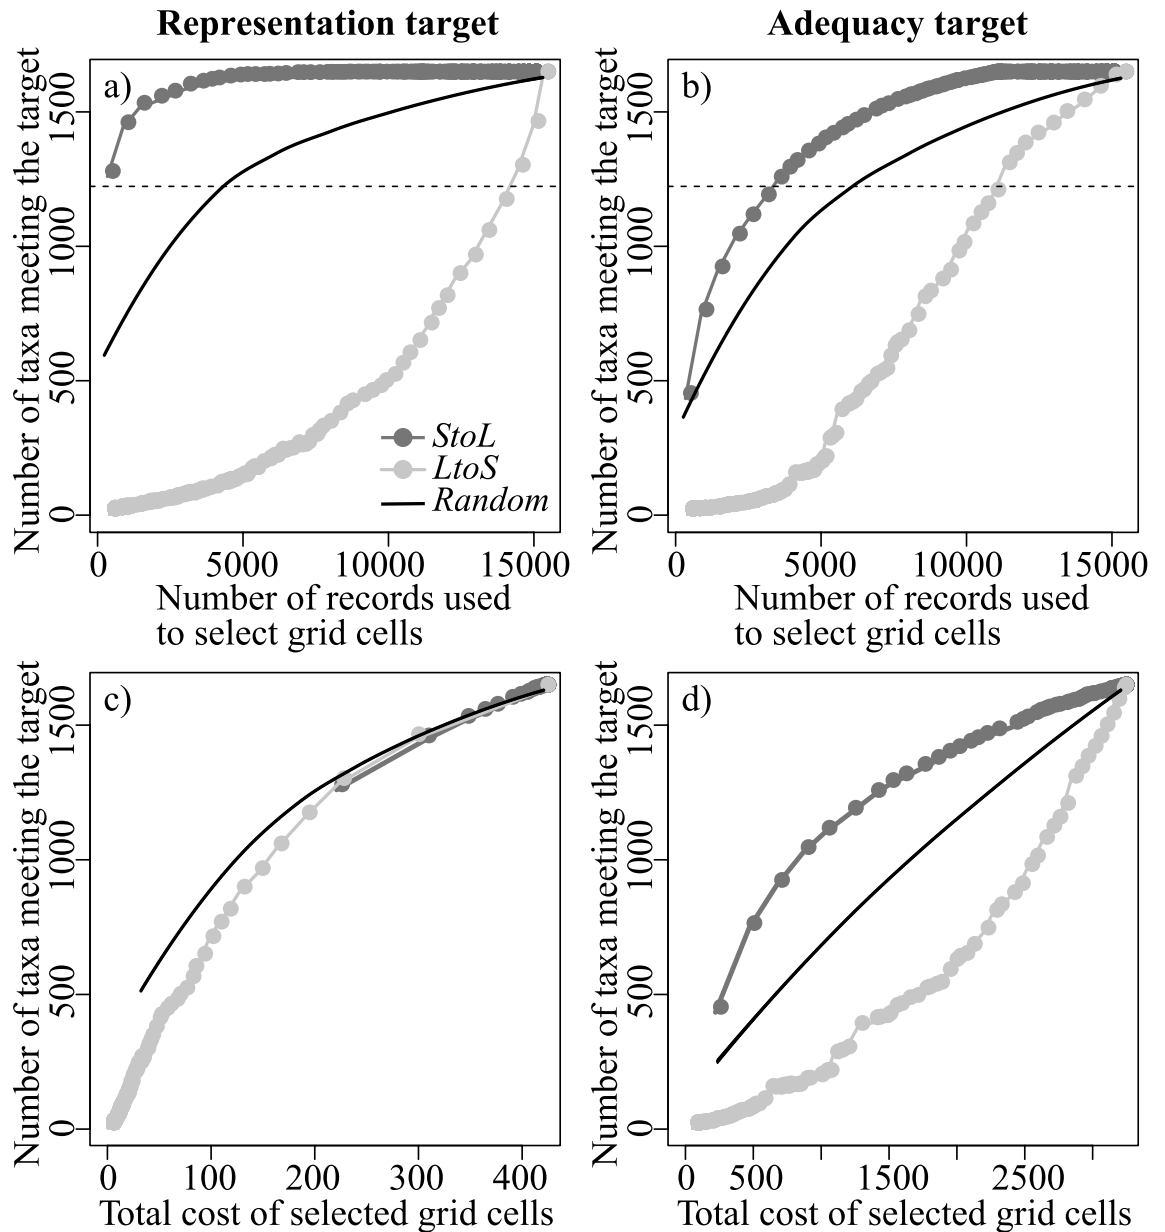 Representation target
Adequacy target
a)
Number of taxa meeting the target
0
500
1000
1500
StoL
LtoS
Random
0
5000
10000
15000
Number of records used
to select grid cells
b)
Number of taxa meeting the target
0
500
1000
1500
0
5000
10000
15000
Number of records used
to select grid cells
c)
Number of taxa meeting the target
0
500
1000
1500
0
100
200
300
400
Total cost of selected grid cells
d)
Number of taxa meeting the target
0
500
1000
1500
0
500
1500
2500
Total cost of selected grid cells